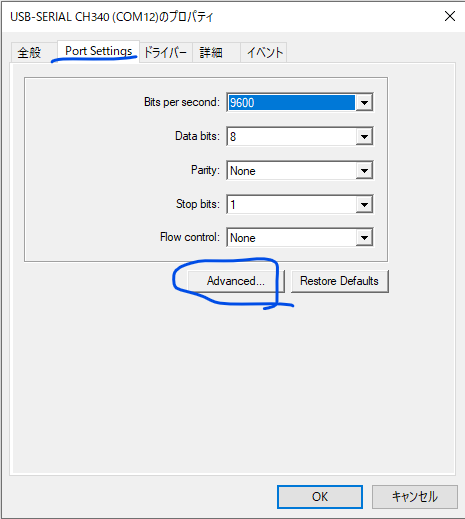 USB-SERIAL CH340 (COM12)のプロパティ
全般 Port Settings ドライバー 詳細 イベント
Bits per second: 9600
Data bits: 8
Parity: None
Stop bits: 1
Flow control: None
Advanced... Restore Defaults
OK キャンセル